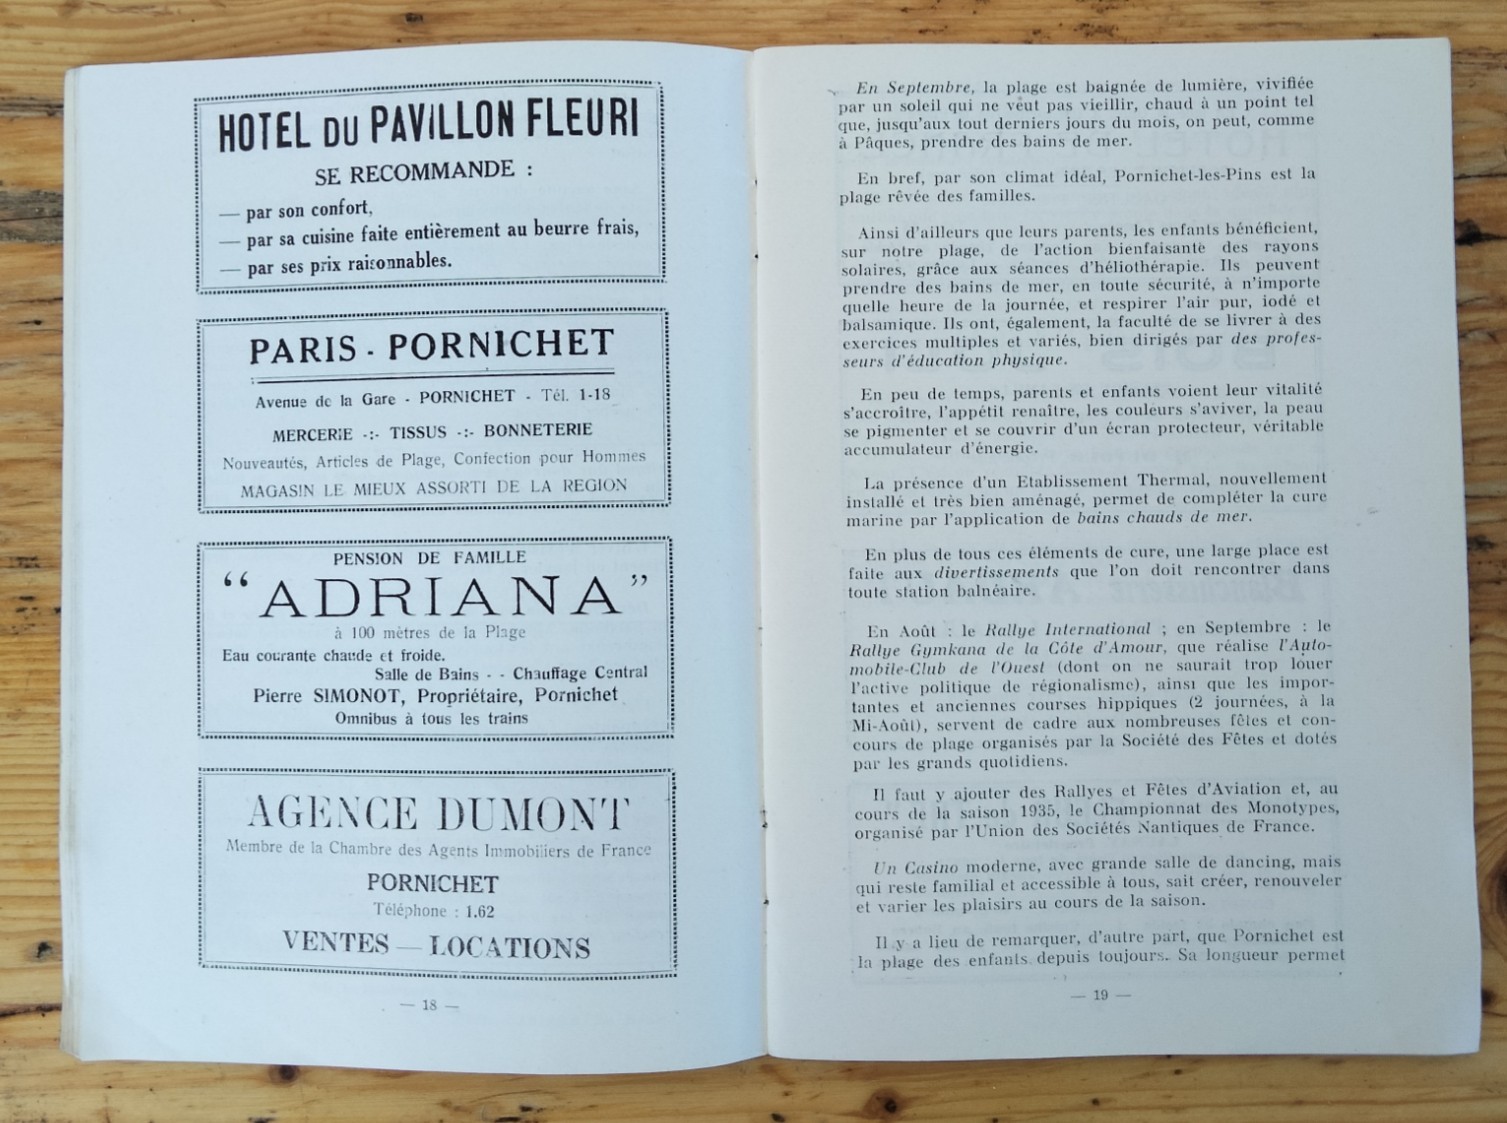 HOTEL DU PAVILLON FLEURI
SE RECOMMANDE :
— par son confort,
— par sa cuisine faite entièrement au beurre frais,
— par ses prix raisonnables.
PARIS - PORNICHET
Avenue de la Gare - PORNICHET - Tél. 1-18
MERCERIE -:- TISSUS -:- BONNETERIE
Nouveautés, Articles de Plage, Confection pour Hommes
MAGASIN LE MIEUX ASSORTI DE LA REGION
PENSION DE FAMILLE
“ADRIANA”
à 100 mètres de la Plage
Eau courante chaude et froide.
Salle de Bains - - Chauffage Central
Pierre SIMONOT, Propriétaire, Pornichet
Omnibus à tous les trains
AGENCE DUMONT
Membre de la Chambre des Agents Immobiliers de France
PORNICHET
Téléphone : 1.62
VENTES — LOCATIONS
— 18 —
En Septembre, la plage est baignée de lumière, vivifiée
par un soleil qui ne veut pas vieillir, chaud à un point tel
que, jusqu'aux tout derniers jours du mois, on peut, comme
à Pâques, prendre des bains de mer.
En bref, par son climat idéal, Pornichet-les-Pins est la
plage rêvée des familles.
Ainsi d'ailleurs que leurs parents, les enfants bénéficient,
sur notre plage, de l'action bienfaisante des rayons
solaires, grâce aux séances d'héliothérapie. Ils peuvent
prendre des bains de mer, en toute sécurité, à n'importe
quelle heure de la journée, et respirer l'air pur, iodé et
balsamique. Ils ont, également, la faculté de se livrer à des
exercices multiples et variés, bien dirigés par des profes-
seurs d'éducation physique.
En peu de temps, parents et enfants voient leur vitalité
s'accroître, l'appétit renaître, les couleurs s'aviver, la peau
se pigmenter et se couvrir d'un écran protecteur, véritable
accumulateur d'énergie.
La présence d'un Etablissement Thermal, nouvellement
installé et très bien aménagé, permet de compléter la cure
marine par l'application de bains chauds de mer.
En plus de tous ces éléments de cure, une large place est
faite aux divertissements que l'on doit rencontrer dans
toute station balnéaire.
En Août : le Rallye International ; en Septembre : le
Rallye Gymkana de la Côte d'Amour, que réalise l'Auto-
mobile-Club de l'Ouest (dont on ne saurait trop louer
l'active politique de régionalisme), ainsi que les impor-
tantes et anciennes courses hippiques (2 journées, à la
Mi-Août), servent de cadre aux nombreuses fêtes et con-
cours de plage organisés par la Société des Fêtes et dotés
par les grands quotidiens.
Il faut y ajouter des Rallyes et Fêtes d'Aviation et, au
cours de la saison 1935, le Championnat des Monotypes,
organisé par l'Union des Sociétés Nantiques de France.
Un Casino moderne, avec grande salle de dancing, mais
qui reste familial et accessible à tous, sait créer, renouveler
et varier les plaisirs au cours de la saison.
Il y a lieu de remarquer, d'autre part, que Pornichet est
la plage des enfants depuis toujours. Sa longueur permet
— 19 —